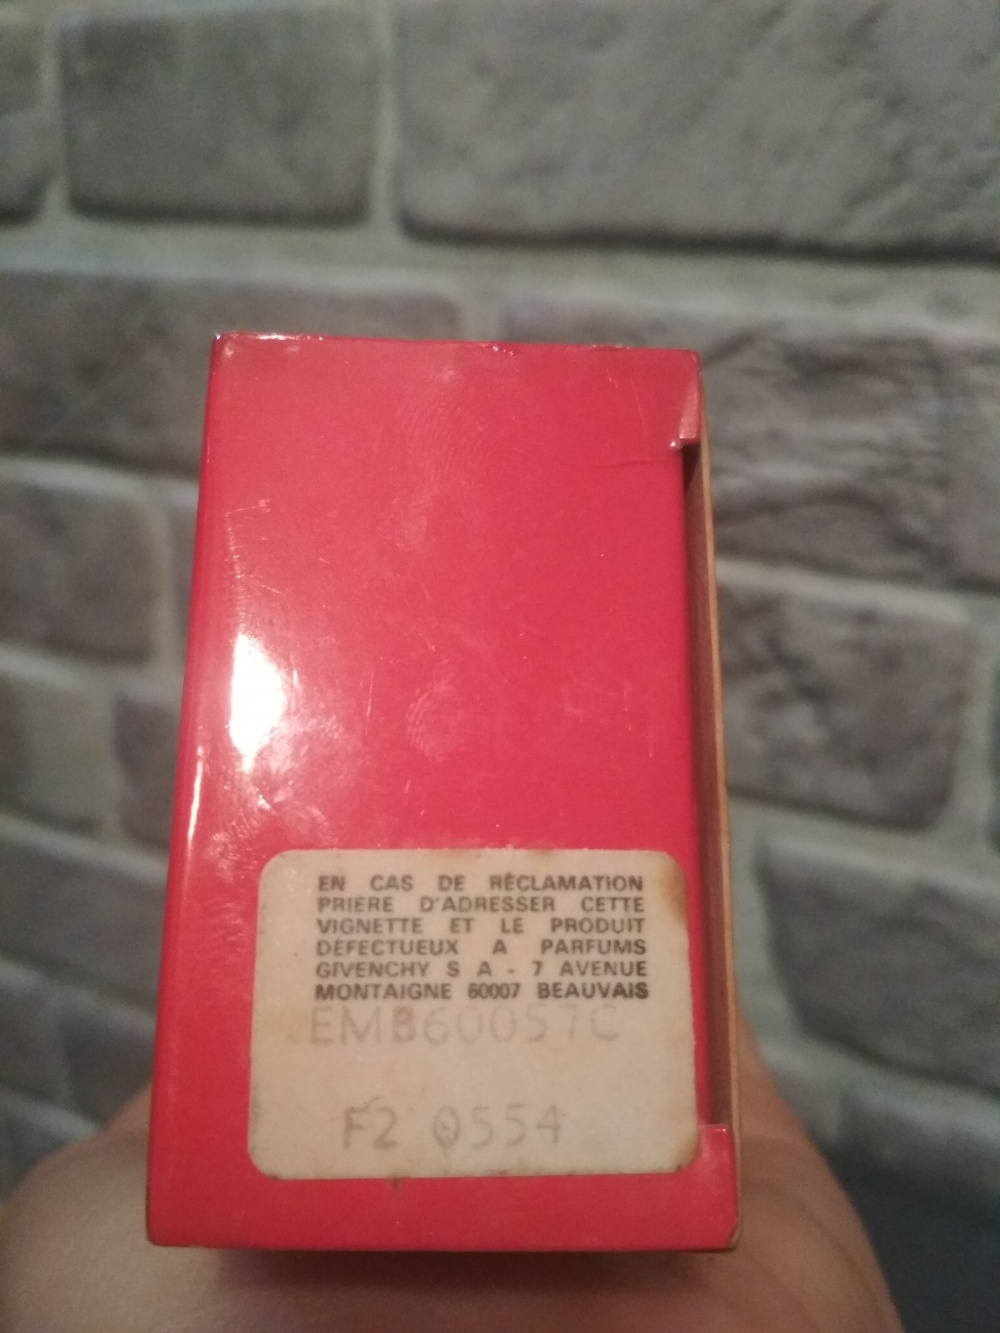 EN CAS DE RÉCLAMATION
PRIÈRE D'ADRESSER CETTE
VIGNETTE ET LE PRODUIT
DÉFECTUEUX A PARFUMS
GIVENCHY S A - 7 AVENUE
MONTAIGNE 60007 BEAUVAIS
EMB60057C
F2 0554